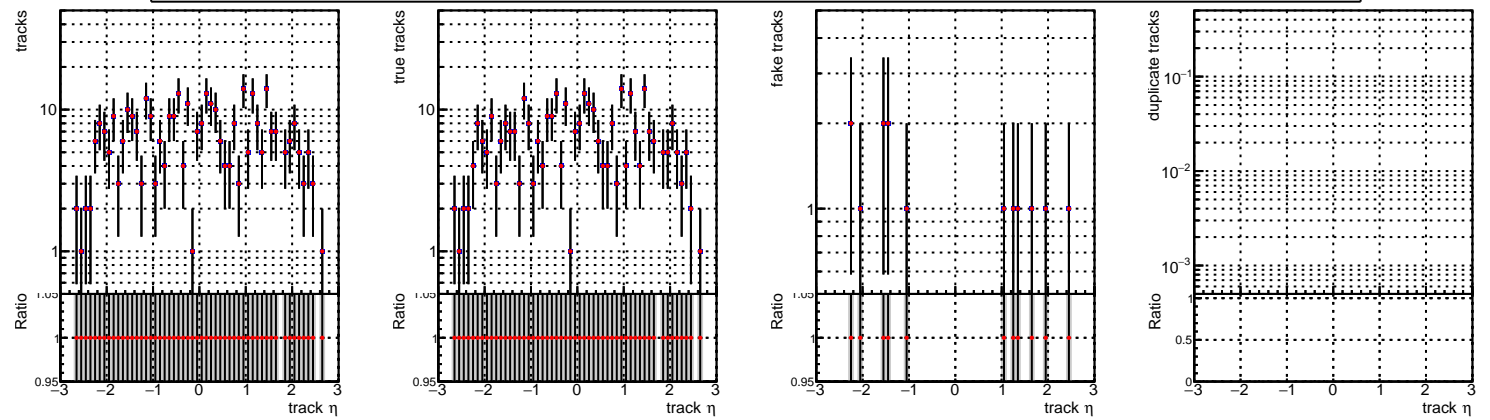 tracks
10
1
1.05
Ratio
1
0.95
−3 −2 −1 0 1 2 3
track η
true tracks
10
1
1.05
Ratio
1
0.95
−3 −2 −1 0 1 2 3
track η
fake tracks
1
1.05
Ratio
1
0.95
−3 −2 −1 0 1 2 3
track η
duplicate tracks
10−1
10−2
10−3
Ratio
1
0.5
0
−3 −2 −1 0 1 2 3
track η